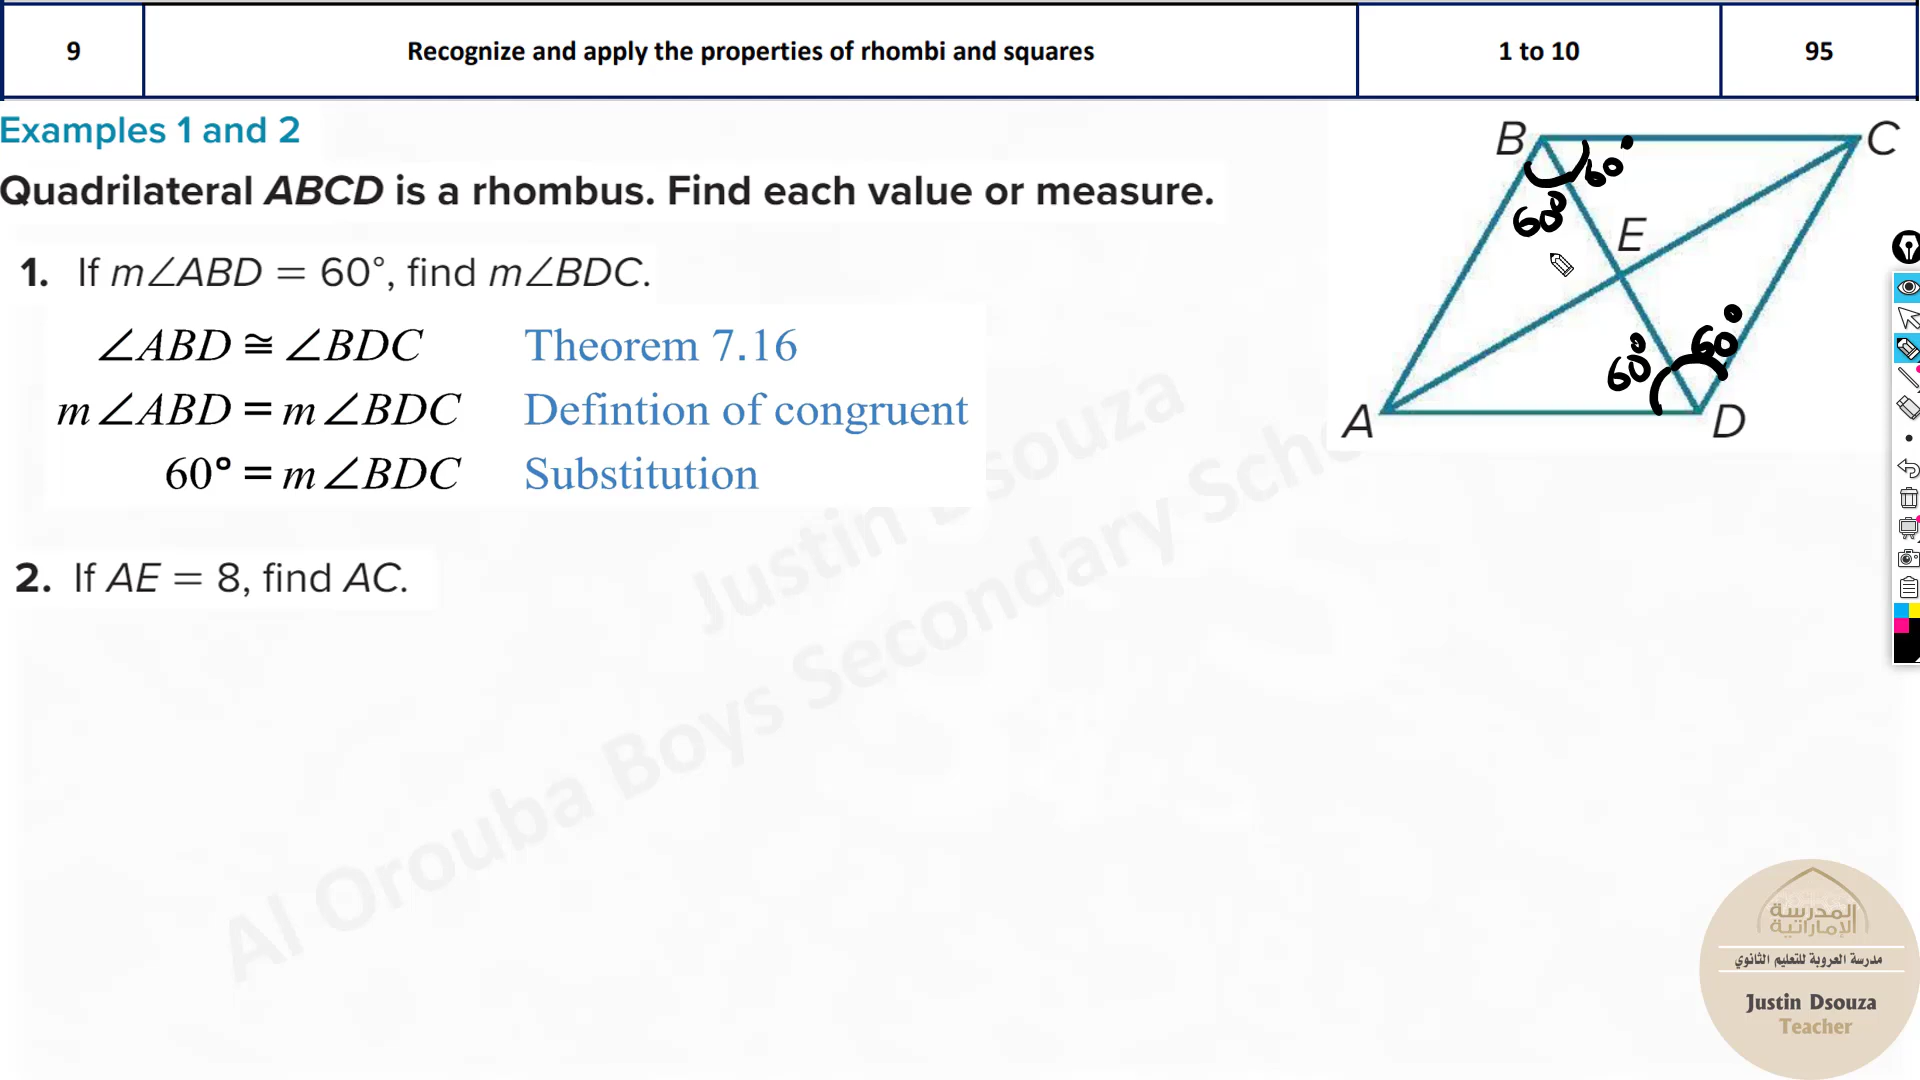 9
Recognize and apply the properties of rhombi and squares
1 to 10
95
Examples 1 and 2
Quadrilateral ABCD is a rhombus. Find each value or measure.
1. If m∠ABD = 60°, find m∠BDC.
∠ABD ≅ ∠BDC Theorem 7.16
m∠ABD = m∠BDC Defintion of congruent
60° = m∠BDC Substitution
2. If AE = 8, find AC.
B
C
60°
60°
E
60°
60°
A
D
Justin Dsouza
Al Orouba Boys Secondary Scho
المدرسة
الإماراتية
مدرسة العروبة للتعليم الثانوي
Justin Dsouza
Teacher